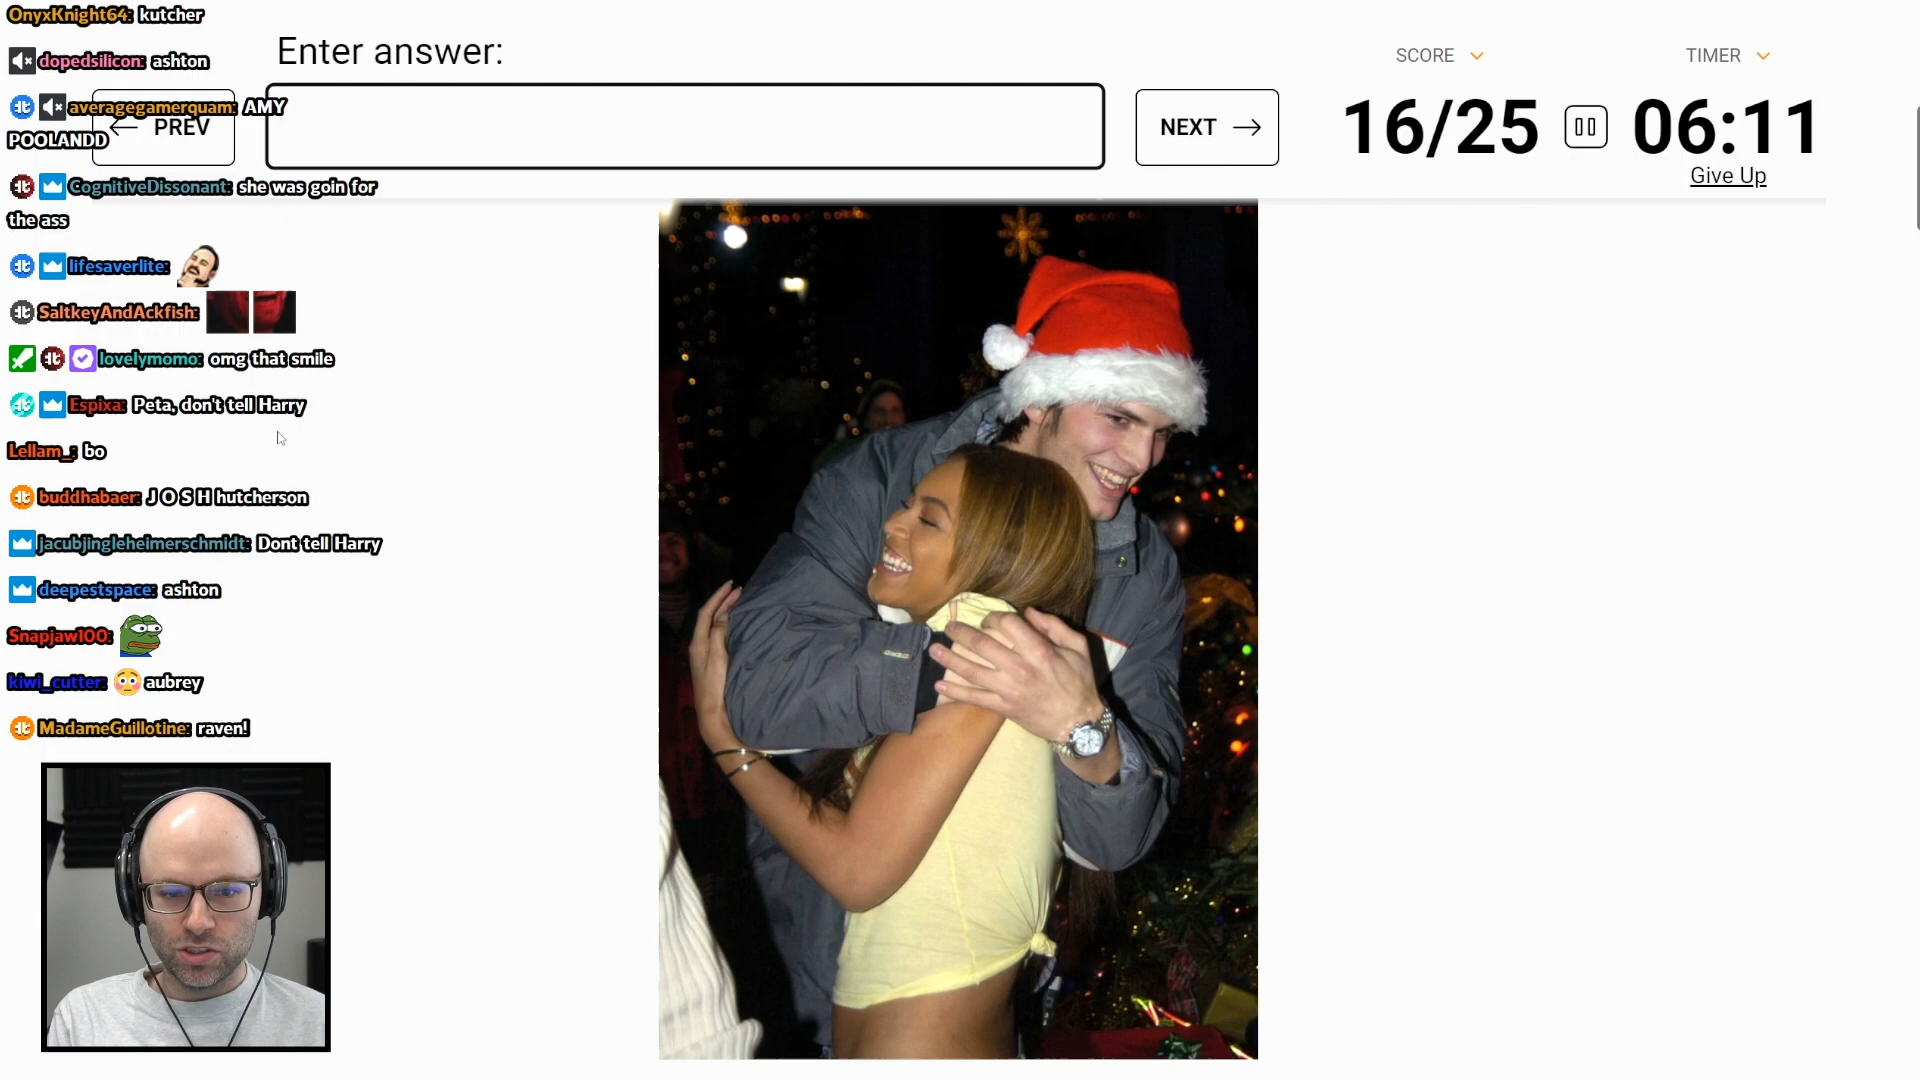 OnyxKnight64: kutcher
dopedsilicon: ashton
averagegamerquam: AMY
POOLANDD
CognitiveDissonant: she was goin for
the ass
lifesaverlite:
SaltkeyAndAckfish:
lovelymomo: omg that smile
Espixa: Peta, don't tell Harry
Lellam_: bo
buddhabaer: J O S H hutcherson
jacubjingleheimerschmidt: Dont tell Harry
deepestspace: ashton
Snapjaw100:
kiwi_cutter: aubrey
MadameGuillotine: raven!
Enter answer:
← PREV
NEXT →
SCORE
16/25
TIMER
06:11
Give Up